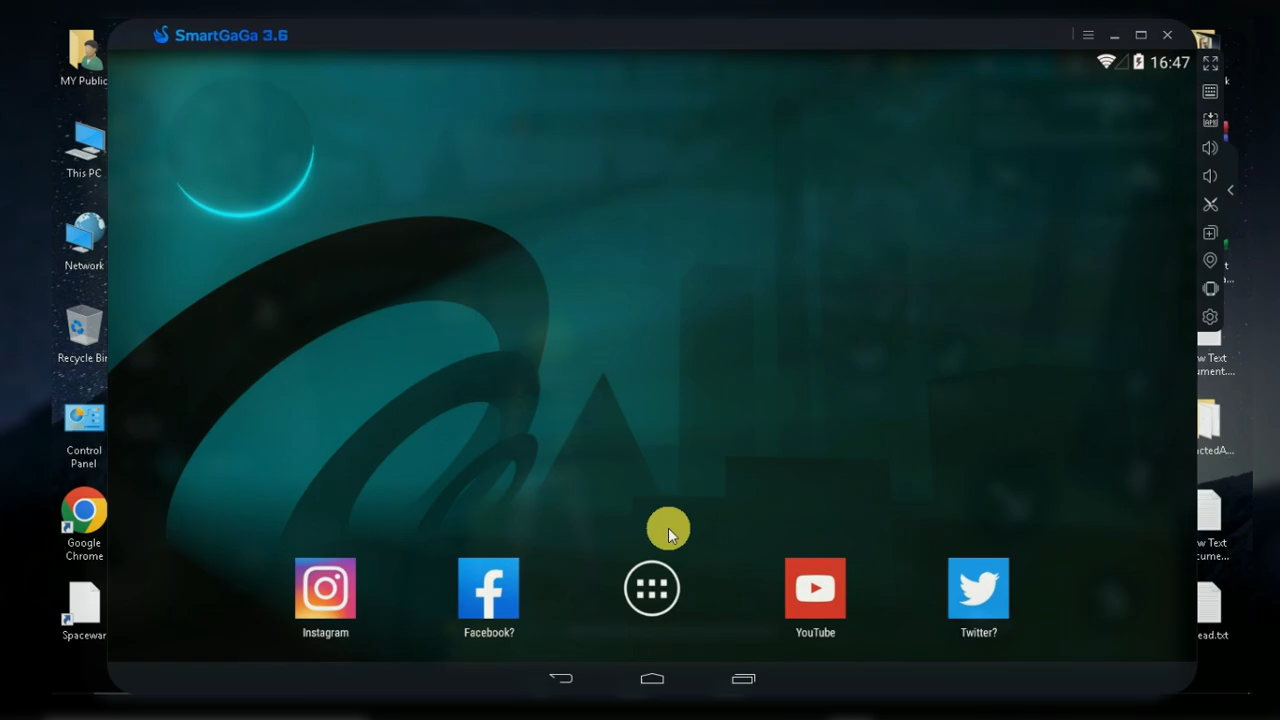 SmartGaGa 3.6
16:47
MY Public
This PC
Network
Recycle Bin
Control
Panel
Google
Chrome
Spacewar
Instagram
Facebook?
YouTube
Twitter?
w Text
ument....
ctedA...
w Text
cume...
ead.txt